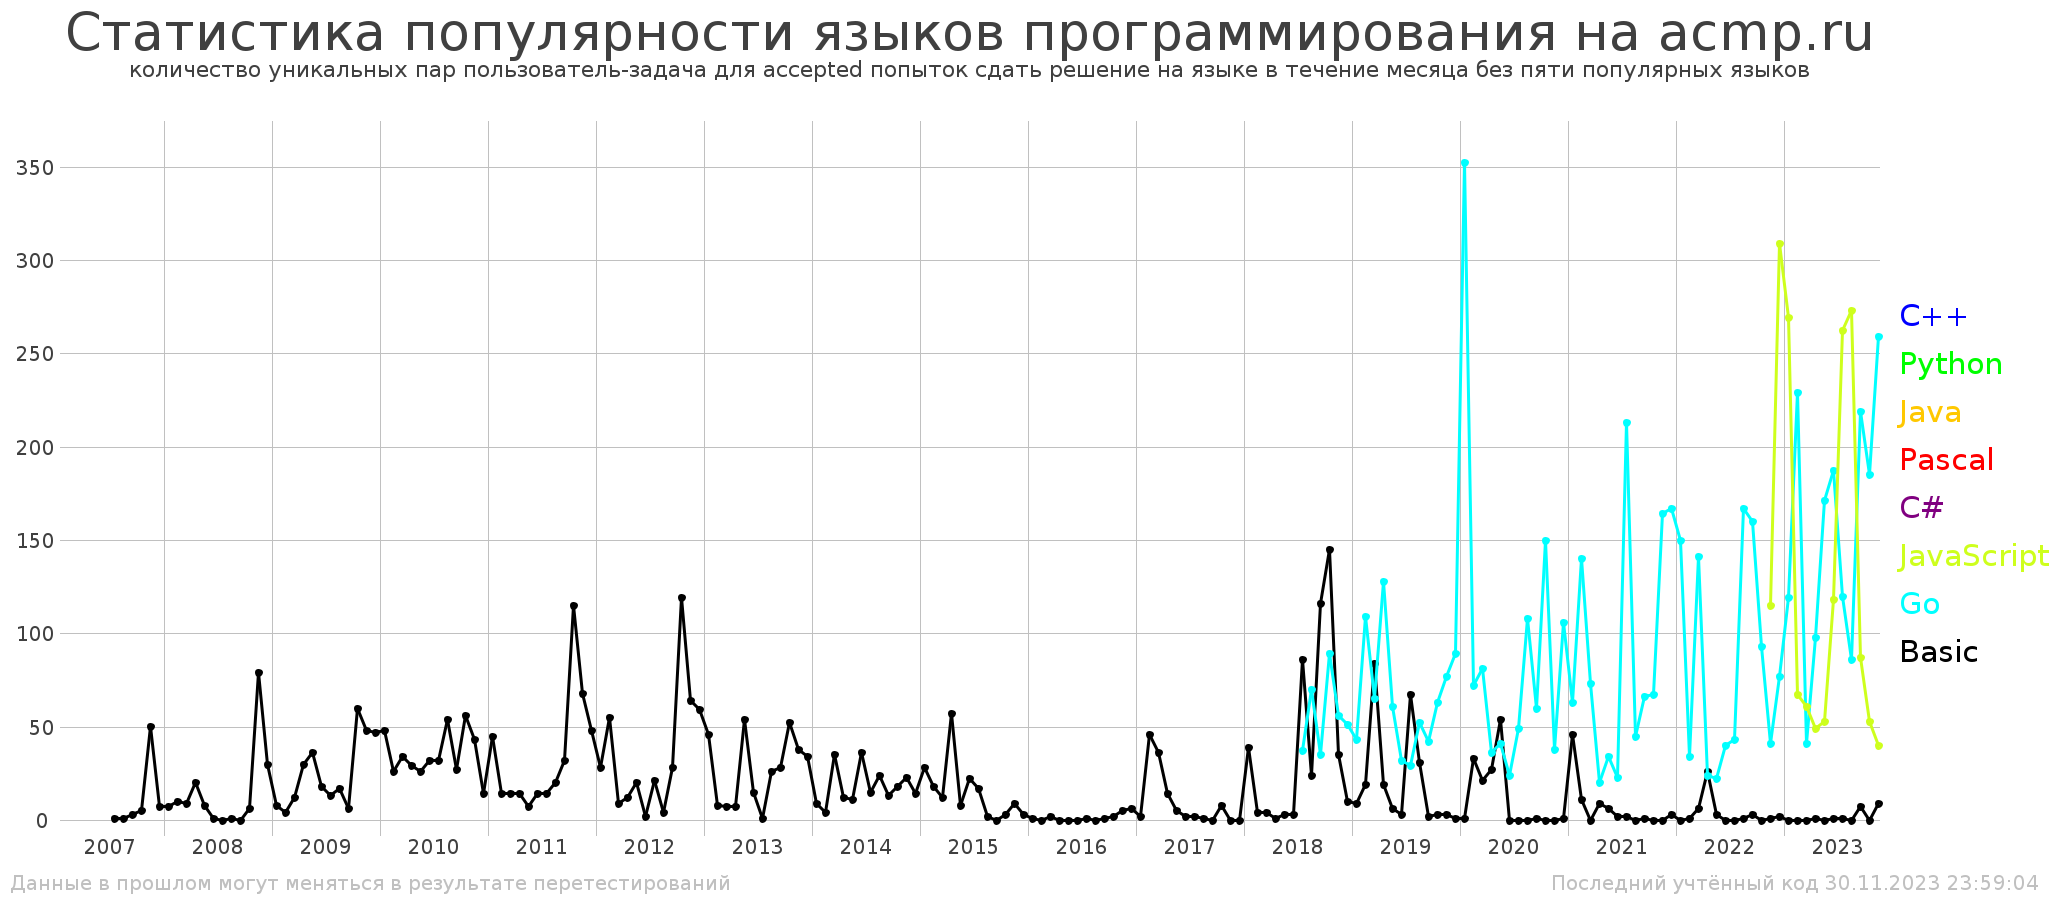 Статистика популярности языков программирования на acmp.ru
количество уникальных пар пользователь-задача для accepted попыток сдать решение на языке в течение месяца без пяти популярных языков
350
300
250
200
150
100
50
0
C++
Python
Java
Pascal
C#
JavaScript
Go
Basic
2007 2008 2009 2010 2011 2012 2013 2014 2015 2016 2017 2018 2019 2020 2021 2022 2023
Данные в прошлом могут меняться в результате перетестирований
Последний учтённый код 30.11.2023 23:59:04